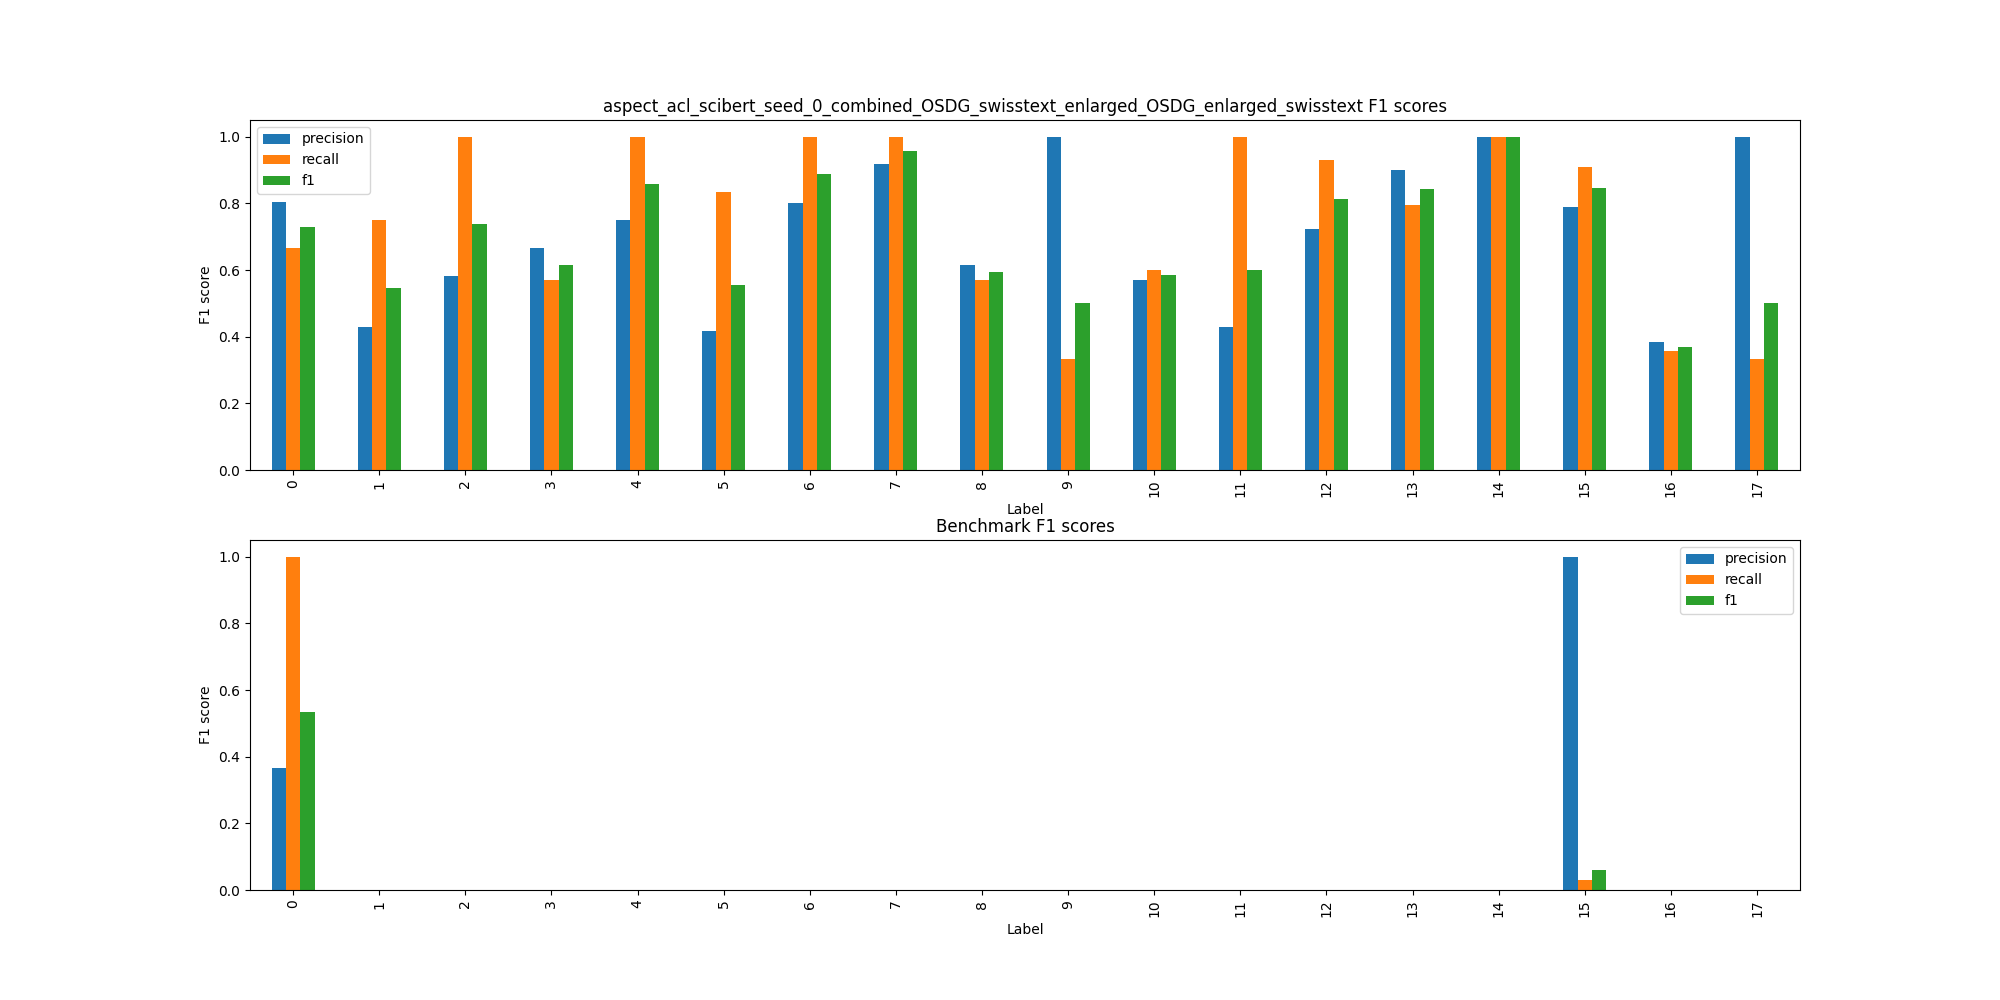 aspect_acl_scibert_seed_0_combined_OSDG_swisstext_enlarged_OSDG_enlarged_swisstext F1 scores
precision
recall
f1
F1 score
1.0
0.8
0.6
0.4
0.2
0.0
0 1 2 3 4 5 6 7 8 9 10 11 12 13 14 15 16 17
Label
Benchmark F1 scores
precision
recall
f1
F1 score
1.0
0.8
0.6
0.4
0.2
0.0
0 1 2 3 4 5 6 7 8 9 10 11 12 13 14 15 16 17
Label